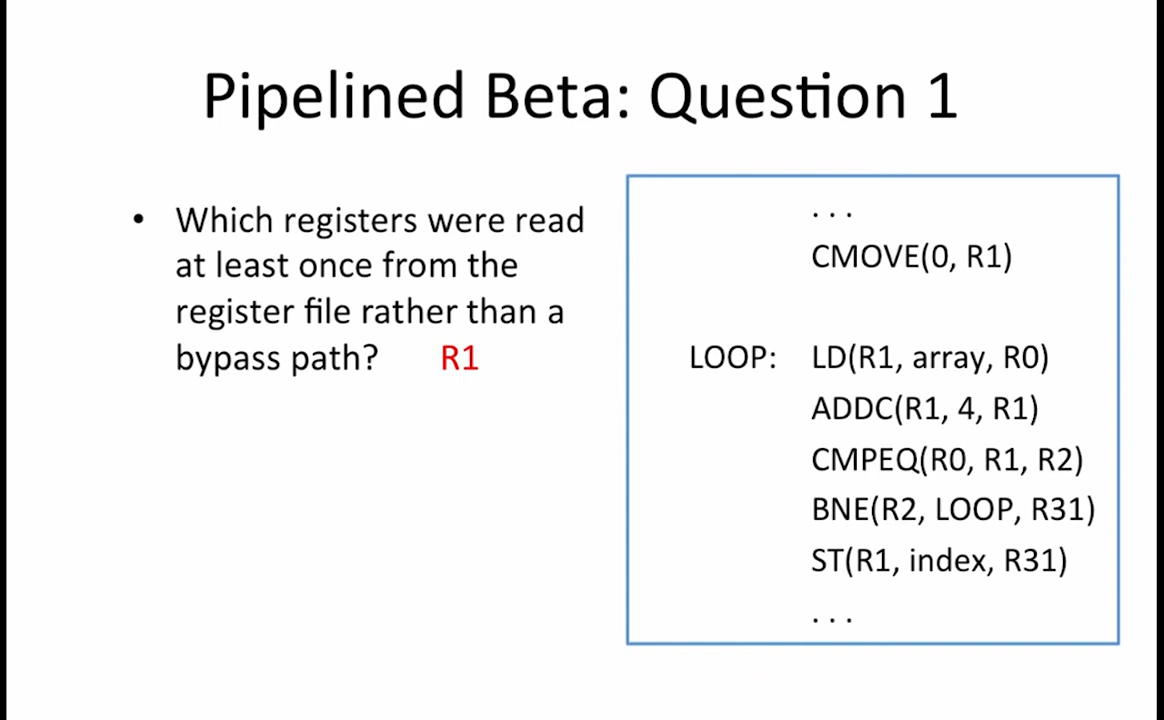 Pipelined Beta: Question 1
• Which registers were read
at least once from the
register file rather than a
bypass path? R1
. . .
CMOVE(0, R1)
LOOP: LD(R1, array, R0)
ADDC(R1, 4, R1)
CMPEQ(R0, R1, R2)
BNE(R2, LOOP, R31)
ST(R1, index, R31)
. . .